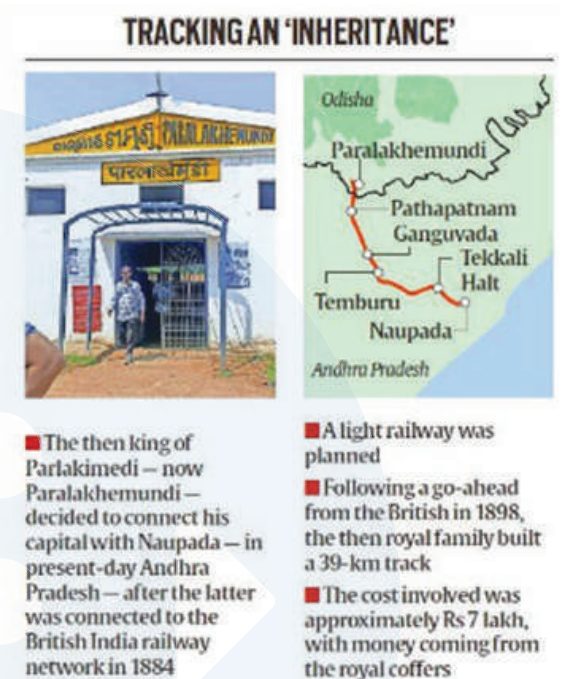 TRACKING AN ‘INHERITANCE’
PARALAKHEMUNDI
Odisha
Paralakhemundi
Pathapatnam
Ganguvada
Tekkali
Halt
Temburu
Naupada
Andhra Pradesh
■ The then king of
Parlakimedi — now
Paralakhemundi —
decided to connect his
capital with Naupada — in
present-day Andhra
Pradesh — after the latter
was connected to the
British India railway
network in 1884
■ A light railway was
planned
■ Following a go-ahead
from the British in 1898,
the then royal family built
a 39-km track
■ The cost involved was
approximately Rs 7 lakh,
with money coming from
the royal coffers